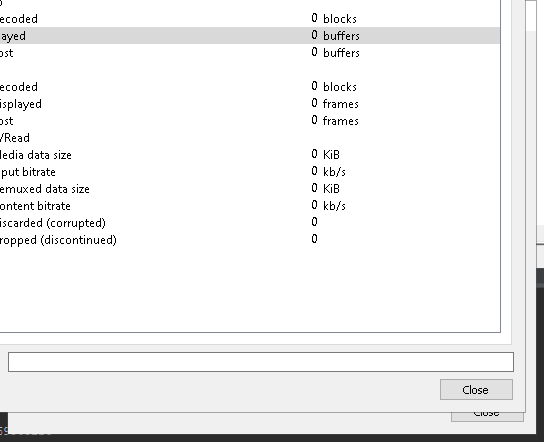 ecoded 0 blocks
ayed 0 buffers
ost 0 buffers
ecoded 0 blocks
isplayed 0 frames
ost 0 frames
/Read
ledia data size 0 KiB
put bitrate 0 kb/s
emuxed data size 0 KiB
ontent bitrate 0 kb/s
iscarded (corrupted) 0
ropped (discontinued) 0
Close
Close